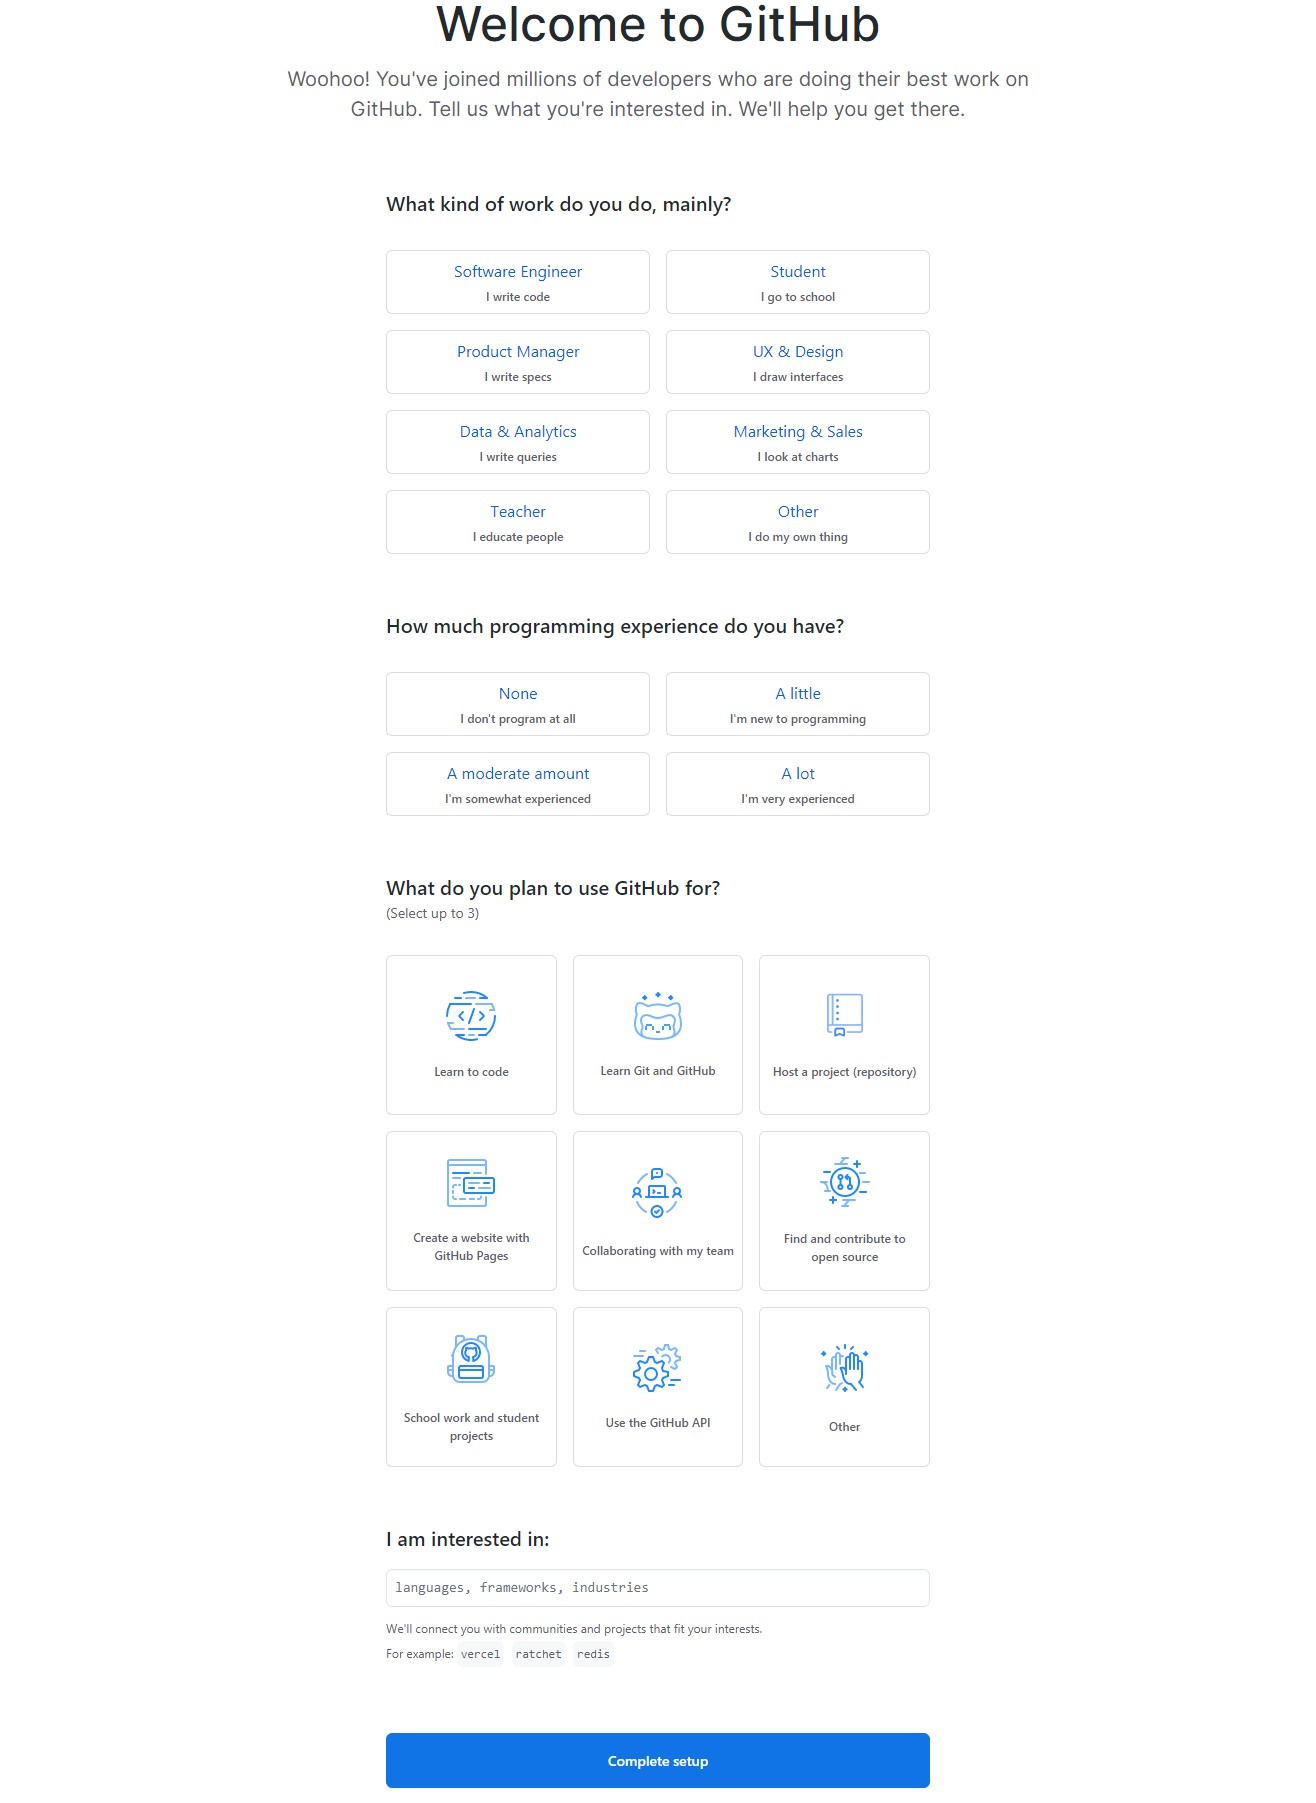 Welcome to GitHub
Woohoo! You've joined millions of developers who are doing their best work on
GitHub. Tell us what you're interested in. We'll help you get there.
What kind of work do you do, mainly?
Software Engineer
I write code
Student
I go to school
Product Manager
I write specs
UX & Design
I draw interfaces
Data & Analytics
I write queries
Marketing & Sales
I look at charts
Teacher
I educate people
Other
I do my own thing
How much programming experience do you have?
None
I don't program at all
A little
I'm new to programming
A moderate amount
I'm somewhat experienced
A lot
I'm very experienced
What do you plan to use GitHub for?
(Select up to 3)
Learn to code
Learn Git and GitHub
Host a project (repository)
Create a website with
GitHub Pages
Collaborating with my team
Find and contribute to
open source
School work and student
projects
Use the GitHub API
Other
I am interested in:
languages, frameworks, industries
We'll connect you with communities and projects that fit your interests.
For example: vercel ratchet redis
Complete setup